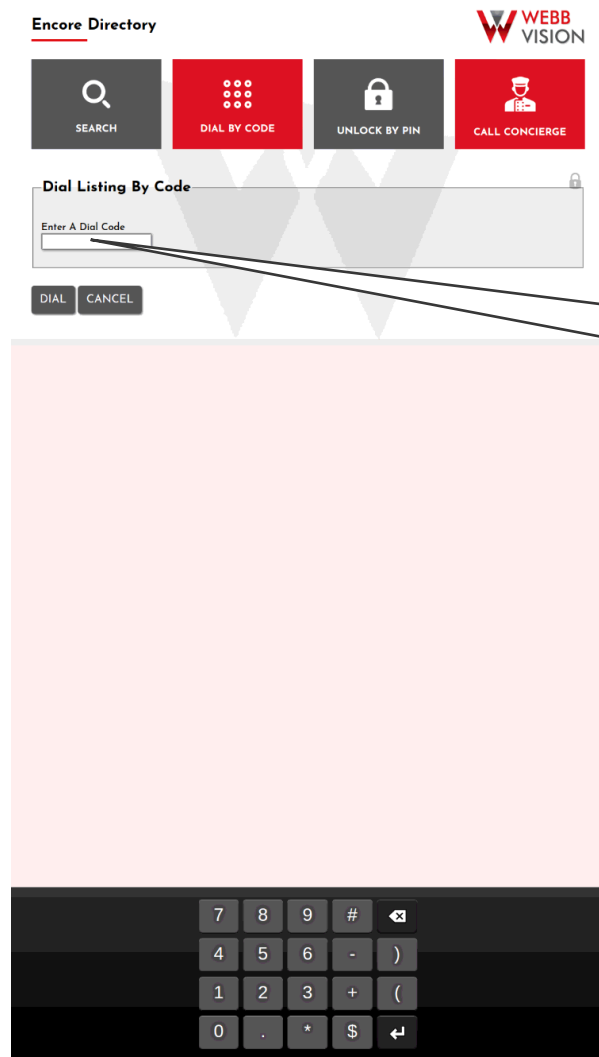 Encore Directory
WEBB
VISION
SEARCH
DIAL BY CODE
UNLOCK BY PIN
CALL CONCIERGE
Dial Listing By Code
Enter A Dial Code
DIAL CANCEL
7 8 9 #
4 5 6 - )
1 2 3 + (
0 . * $